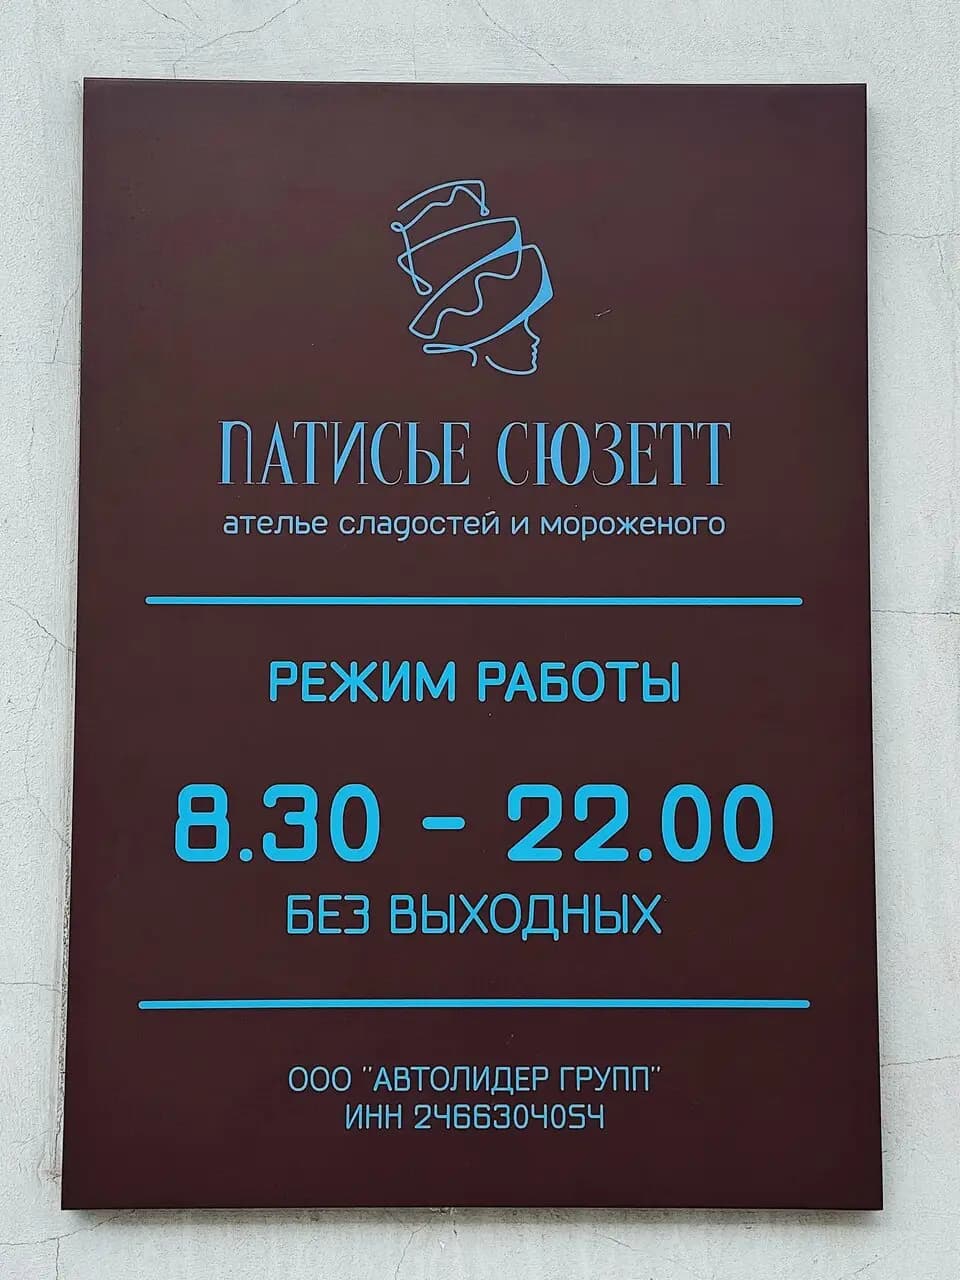 ПАТИСЬЕ СЮЗЕТТ
ателье сладостей и мороженого
РЕЖИМ РАБОТЫ
8.30 - 22.00
БЕЗ ВЫХОДНЫХ
ООО "АВТОЛИДЕР ГРУПП"
ИНН 2466304054